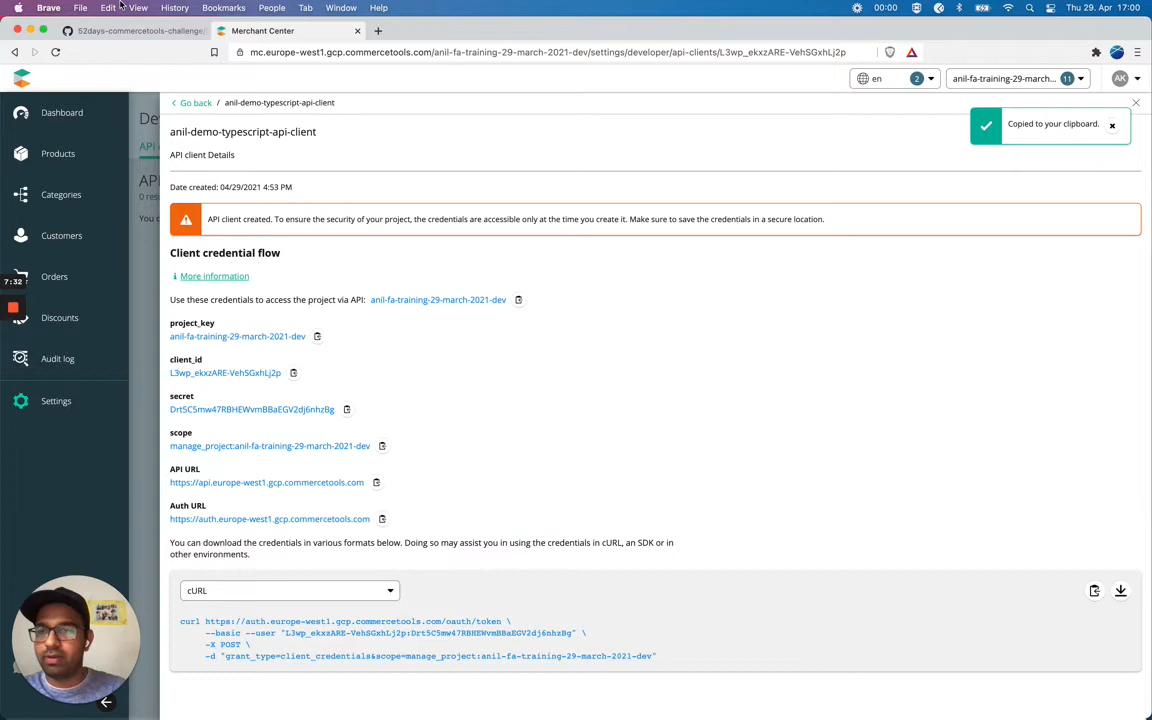 Brave File Edit View History Bookmarks People Tab Window Help 00:00 Thu 29. Apr 17:00
52days-commercetools-challenge/
Merchant Center
mc.europe-west1.gcp.commercetools.com/anil-fa-training-29-march-2021-dev/settings/developer/api-clients/L3wp_ekxzARE-VehSGxhLj2p
en 2 anil-fa-training-29-march... 11 AK
Dashboard
Products
Categories
Customers
Orders
7:32
Discounts
Audit log
Settings
De
API
API
0 resu
You c
Go back / anil-demo-typescript-api-client
Copied to your clipboard.
anil-demo-typescript-api-client
API client Details
Date created: 04/29/2021 4:53 PM
API client created. To ensure the security of your project, the credentials are accessible only at the time you create it. Make sure to save the credentials in a secure location.
Client credential flow
More information
Use these credentials to access the project via API: anil-fa-training-29-march-2021-dev
project_key
anil-fa-training-29-march-2021-dev
client_id
L3wp_ekxzARE-VehSGxhLj2p
secret
Drt5C5mw47RBHEWvmBBaEGV2dj6nhzBg
scope
manage_project:anil-fa-training-29-march-2021-dev
API URL
https://api.europe-west1.gcp.commercetools.com
Auth URL
https://auth.europe-west1.gcp.commercetools.com
You can download the credentials in various formats below. Doing so may assist you in using the credentials in cURL, an SDK or in
other environments.
cURL
curl https://auth.europe-west1.gcp.commercetools.com/oauth/token \
--basic --user "L3wp_ekxzARE-VehSGxhLj2p:Drt5C5mw47RBHEWvmBBaEGV2dj6nhzBg" \
-X POST \
-d "grant_type=client_credentials&scope=manage_project:anil-fa-training-29-march-2021-dev"